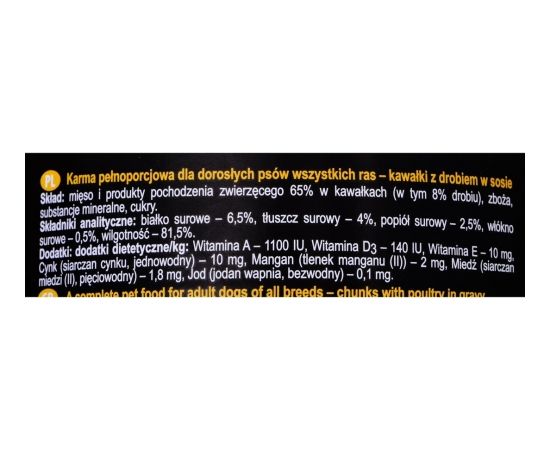 PL Karma pełnoporcjowa dla dorosłych psów wszystkich ras – kawałki z drobiem w sosie
Skład: mięso i produkty pochodzenia zwierzęcego 65% w kawałkach (w tym 8% drobiu), zboża,
substancje mineralne, cukry.
Składniki analityczne: białko surowe – 6,5%, tłuszcz surowy – 4%, popiół surowy – 2,5%, włókno
surowe – 0,5%, wilgotność – 81,5%.
Dodatki: dodatki dietetyczne/kg: Witamina A – 1100 IU, Witamina D3 – 140 IU, Witamina E – 10 mg,
Cynk (siarczan cynku, jednowodny) – 10 mg, Mangan (tlenek manganu (II)) – 2 mg, Miedź (siarczan
miedzi (II), pięciowodny) – 1,8 mg, Jod (jodan wapnia, bezwodny) – 0,1 mg.
A complete pet food for adult dogs of all breeds – chunks with poultry in gravy